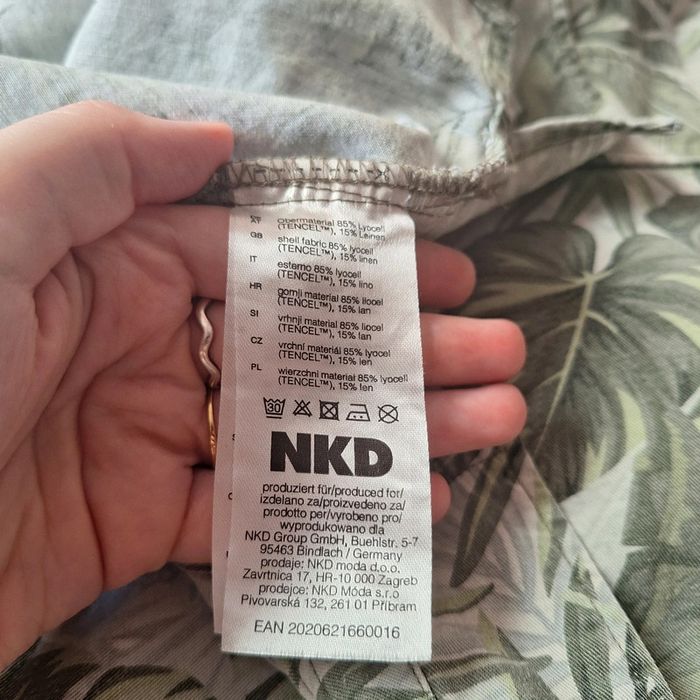 AT Obermaterial 85% Lyocell
(TENCEL™), 15% Leinen
GB shell fabric 85% lyocell
(TENCEL™), 15% linen
IT esterno 85% lyocell
(TENCEL™), 15% lino
HR gornji material 85% liocel
(TENCEL™), 15% lan
SI vrhnji material 85% liocel
(TENCEL™), 15% lan
CZ vrchní materiál 85% lyocell
(TENCEL™), 15% len
PL wierzchni materiał 85% lyocell
(TENCEL™), 15% len
30
NKD
produziert für/produced for/
izdelano za/proizvedeno za/
prodotto per/vyrobeno pro/
wyprodukowano dla
NKD Group GmbH, Buehlstr. 5-7
95463 Bindlach / Germany
prodaje: NKD moda d.o.o.
Zavrtnica 17, HR-10 000 Zagreb
prodejce: NKD Móda s.r.o
Pivovarská 132, 261 01 Příbram
EAN 2020621660016